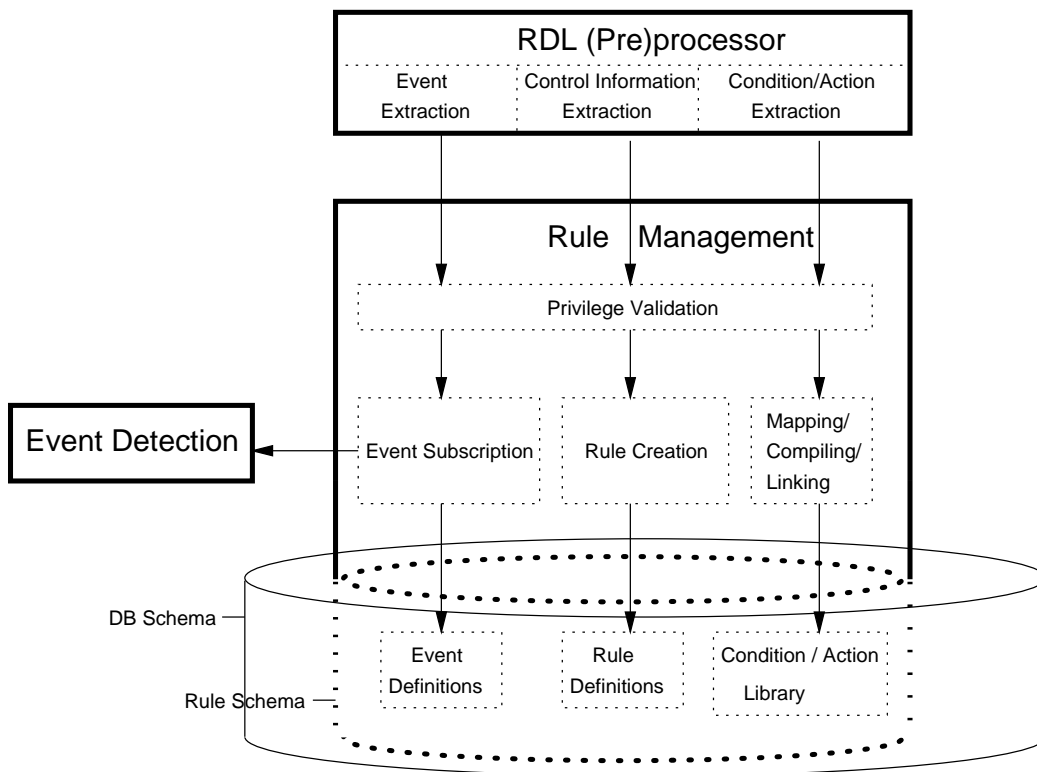 RDL (Pre)processor
Event
Extraction
Control Information
Extraction
Condition/Action
Extraction
Rule Management
Privilege Validation
Event Detection
Event Subscription
Rule Creation
Mapping/
Compiling/
Linking
DB Schema
Rule Schema
Event
Definitions
Rule
Definitions
Condition / Action
Library